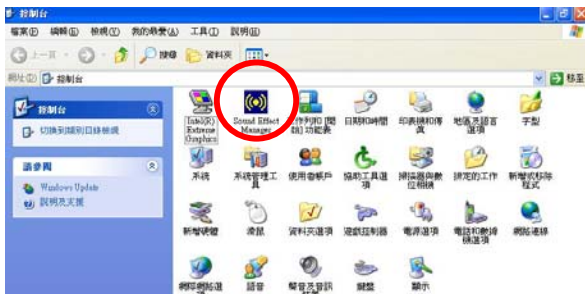 控制台
檔案(F) 編輯(E) 檢視(V) 我的最愛(A) 工具(T) 說明(H)
上一頁 搜尋 資料夾
網址(D) 控制台 移至
控制台
切換到類別目錄檢視
請參閱
Windows Update
說明及支援
Intel(R) Extreme Graphics
Sound Effect Manager
工作列和 [開始] 功能表
日期和時間
印表機和傳真
地區及語言選項
字型
系統
系統管理工具
使用者帳戶
協助工具選項
掃描器與數位相機
排定的工作
新增或移除程式
新增硬體
滑鼠
資料夾選項
遊戲控制器
電源選項
電話和數據機選項
網路連線
網際網路選項
語音
聲音及音訊
鍵盤
顯示